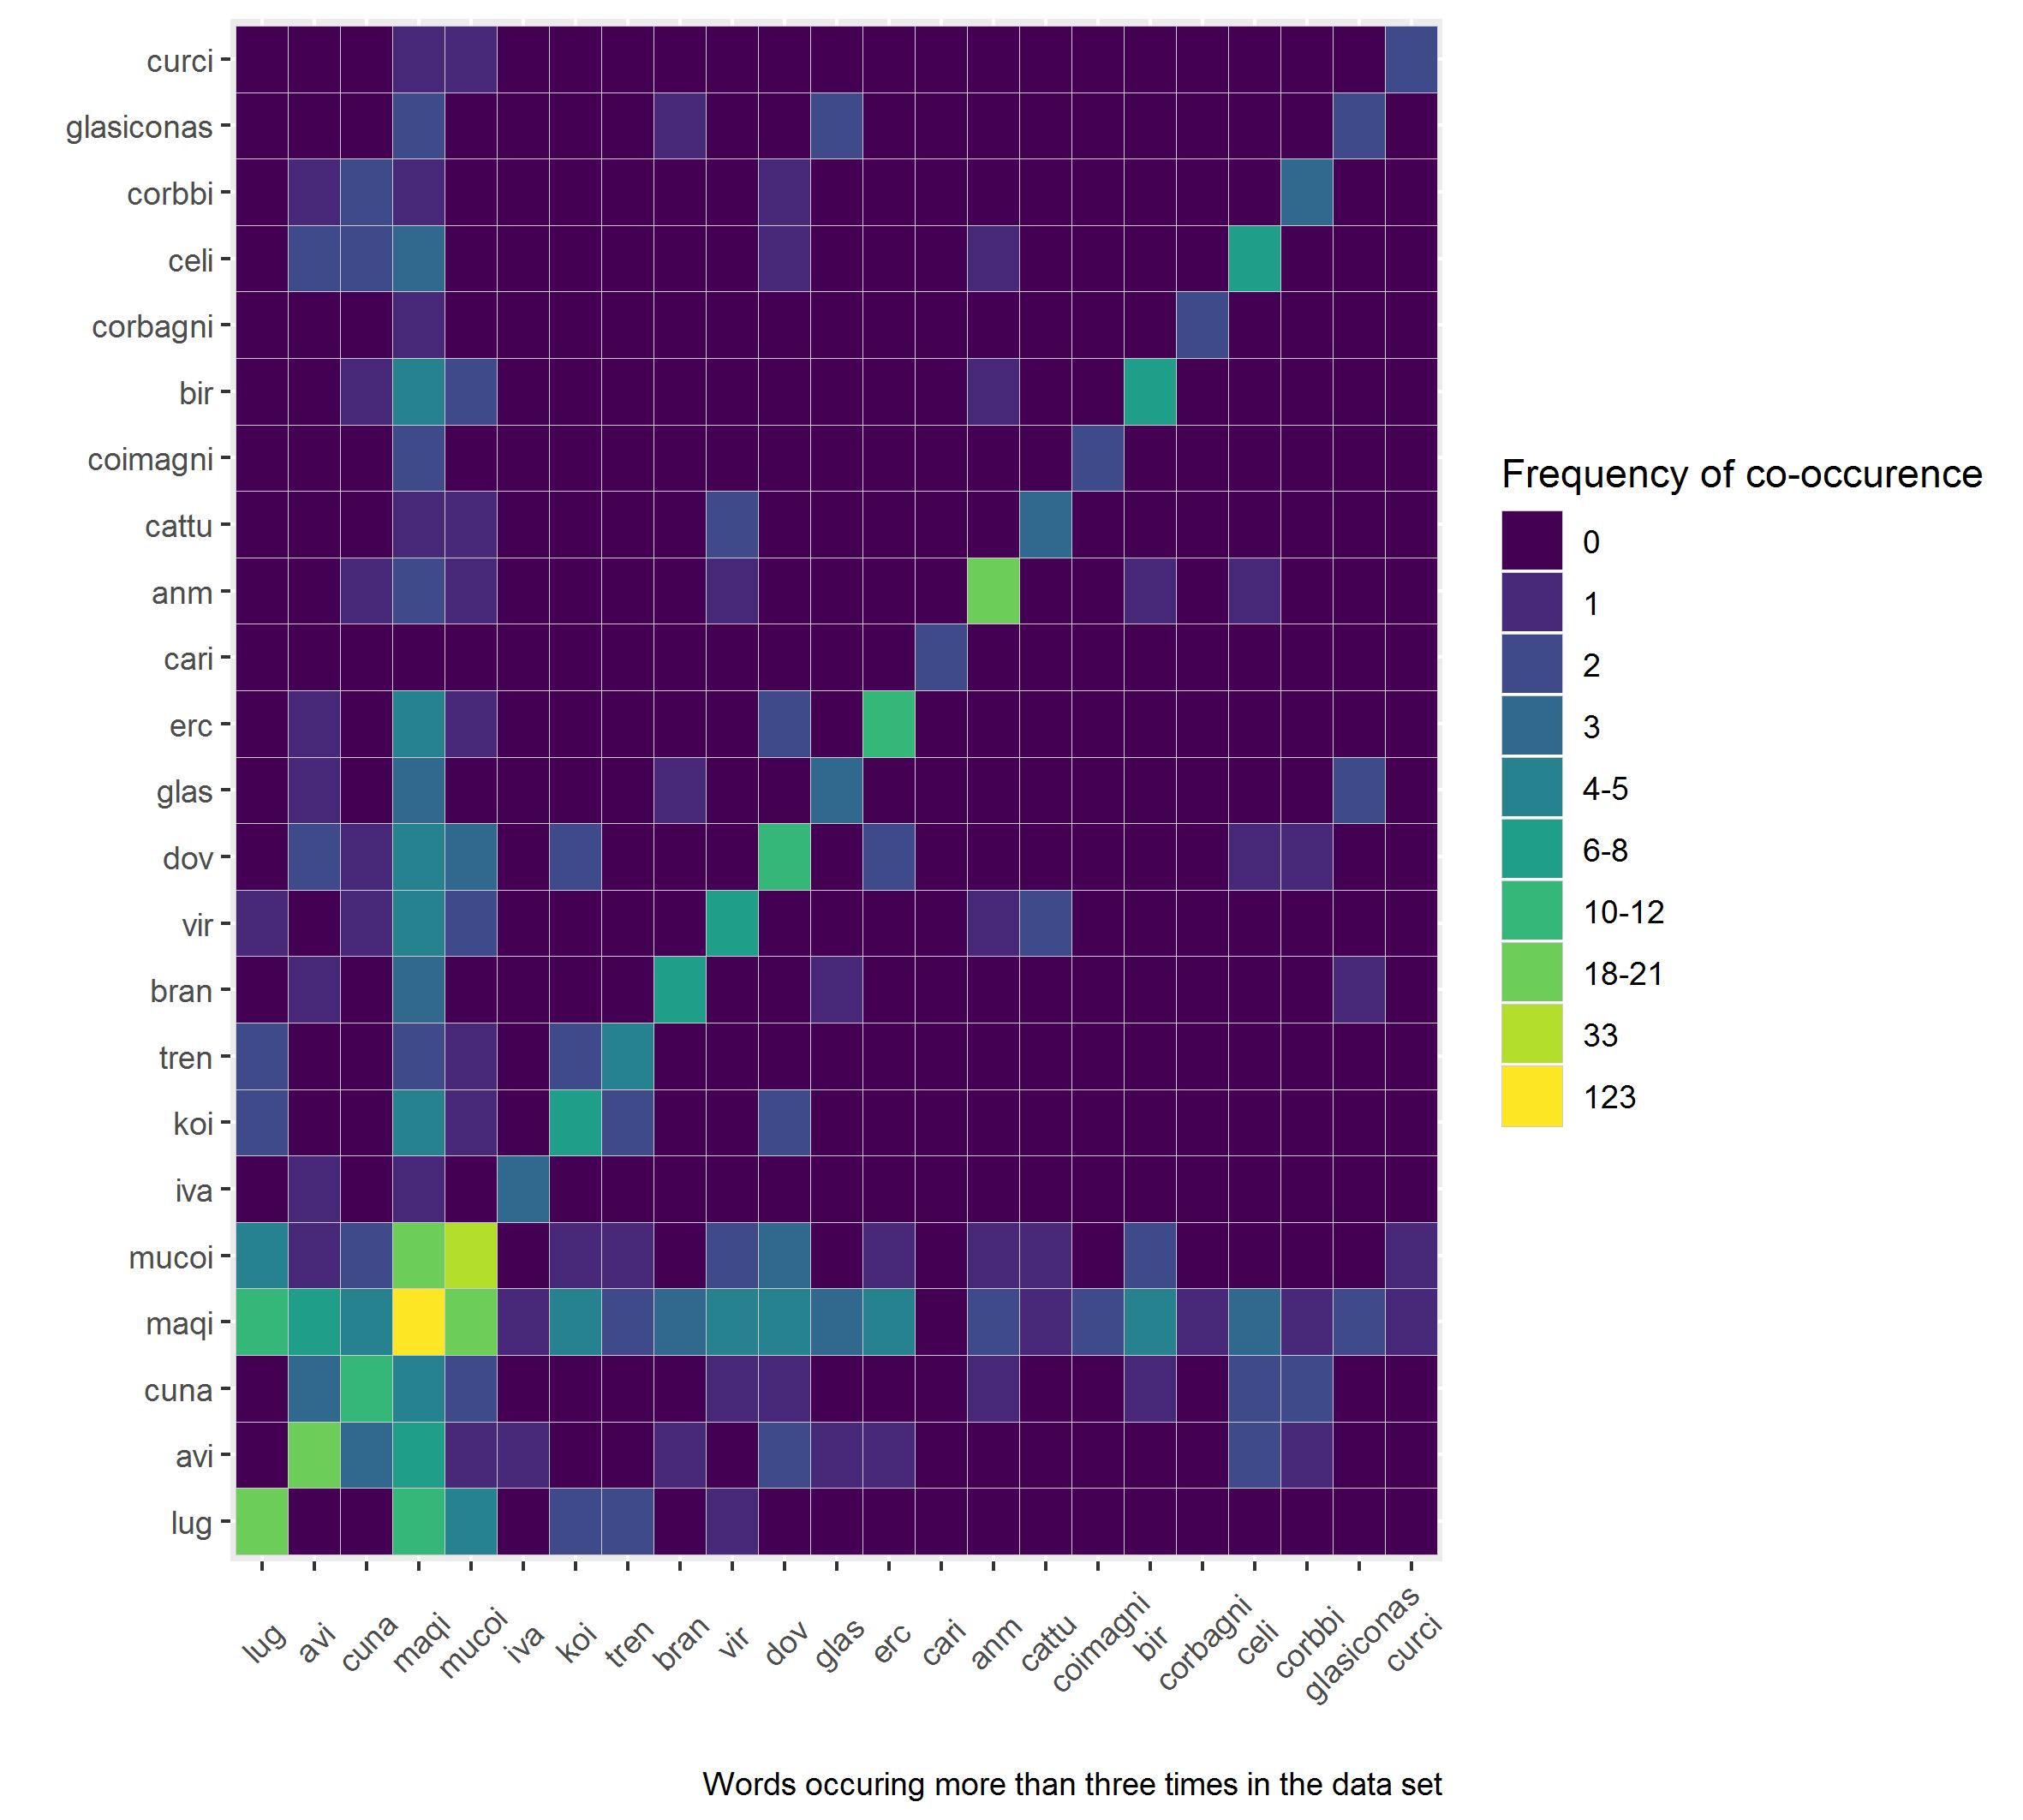 curci
glasiconas
corbbi
celi
corbagni
bir
coimagni
cattu
anm
cari
erc
glas
dov
vir
bran
tren
koi
iva
mucoi
maqi
cuna
avi
lug
lug
avi
cuna
maqi
mucoi
iva
koi
tren
bran
vir
dov
glas
erc
cari
anm
cattu
coimagni
bir
corbagni
celi
corbbi
glasiconas
curci
Words occuring more than three times in the data set
Frequency of co-occurence
0
1
2
3
4-5
6-8
10-12
18-21
33
123